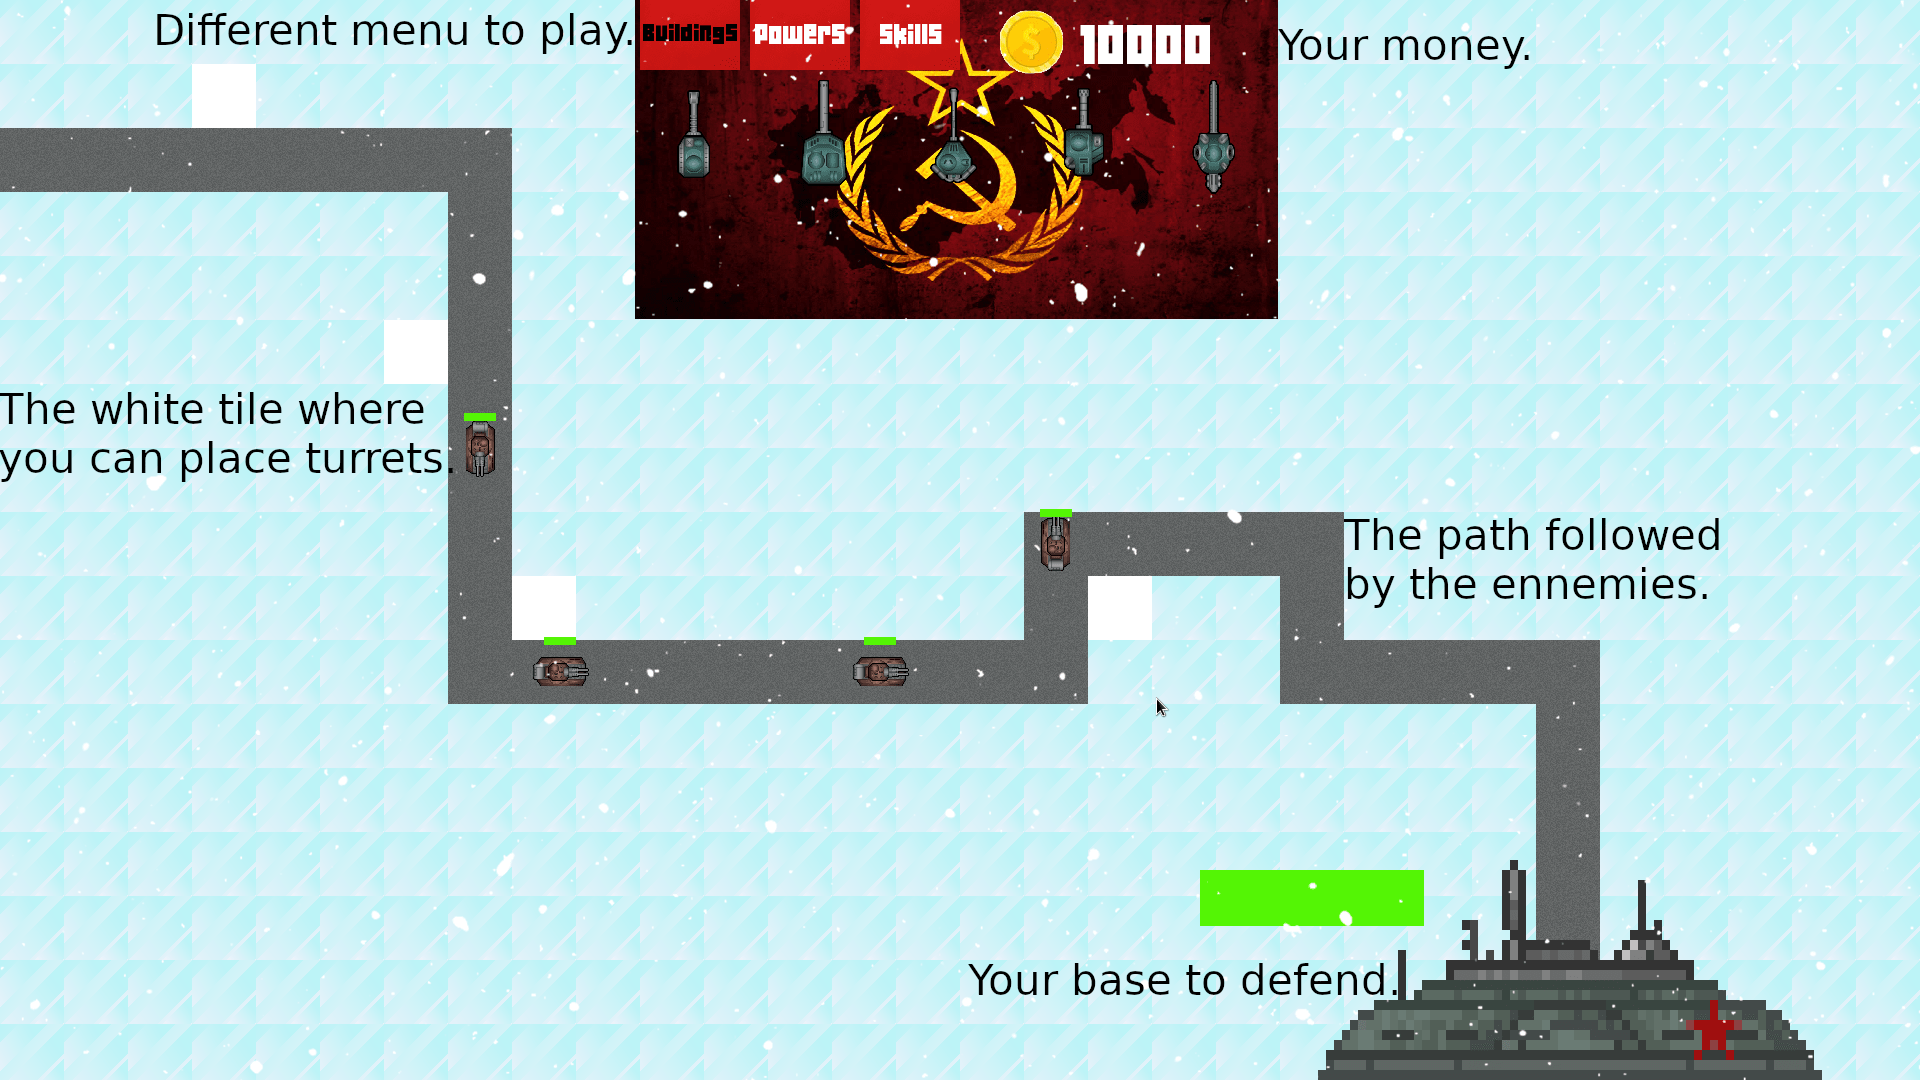 Different menu to play.
Buildings
Powers
Skills
10000
Your money.
The white tile where
you can place turrets.
The path followed
by the ennemies.
Your base to defend.